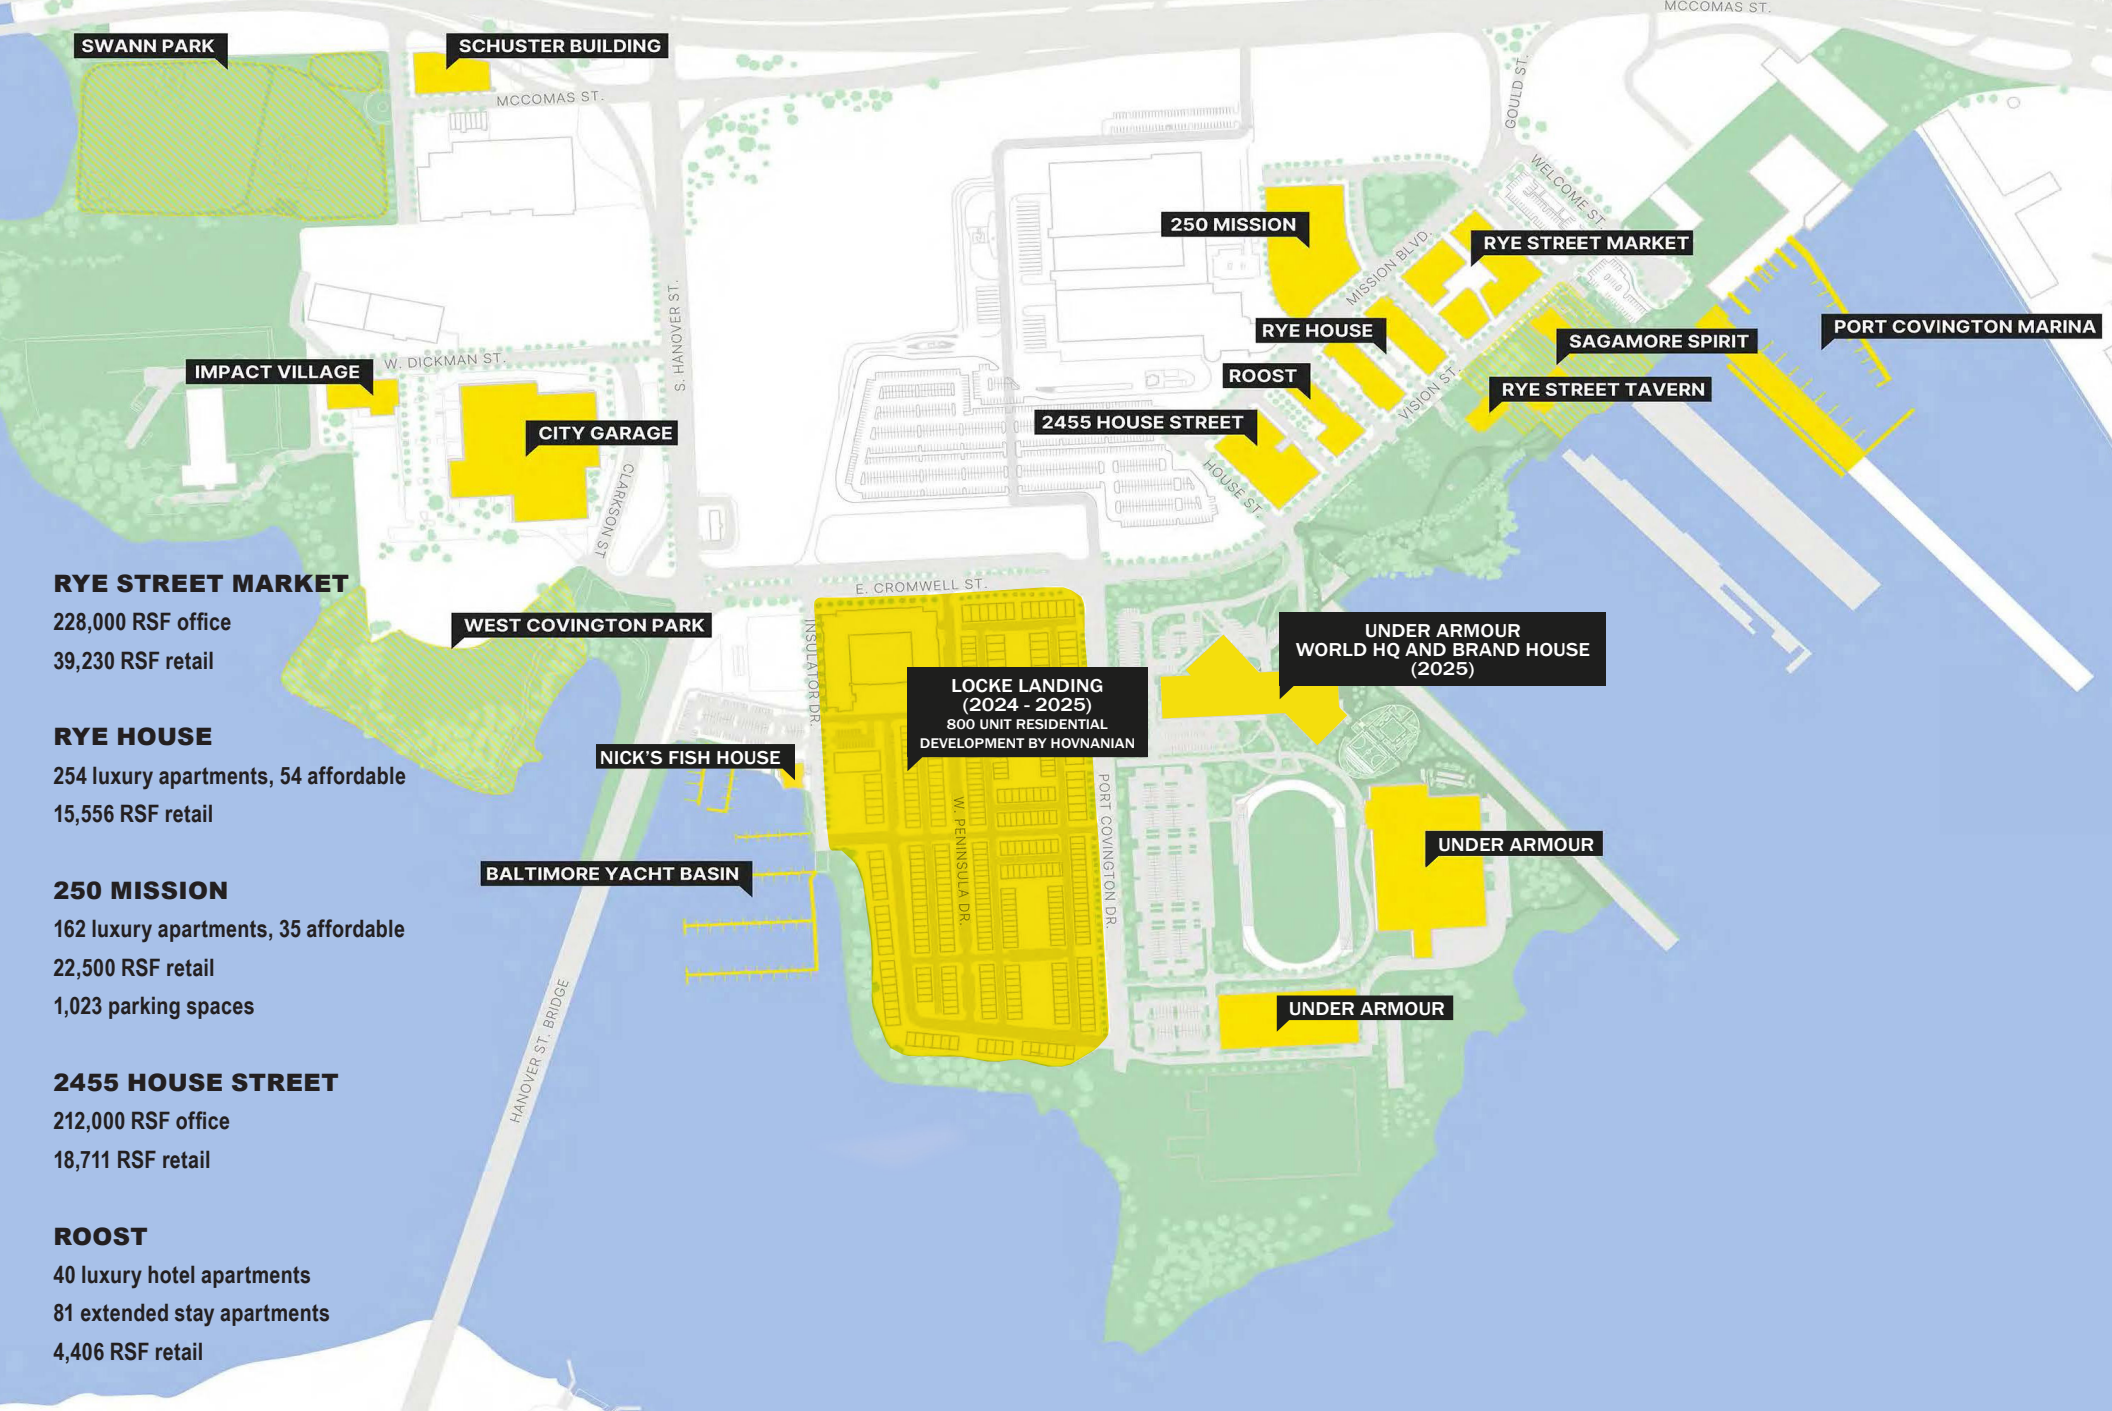 MCCOMAS ST.
SWANN PARK
SCHUSTER BUILDING
MCCOMAS ST.
GOULD ST.
WELCOME ST.
250 MISSION
MISSION BLVD.
RYE STREET MARKET
S. HANOVER ST.
RYE HOUSE
PORT COVINGTON MARINA
SAGAMORE SPIRIT
W. DICKMAN ST.
IMPACT VILLAGE
ROOST
VISION ST.
RYE STREET TAVERN
2455 HOUSE STREET
CITY GARAGE
HOUSE ST.
CLARKSON ST
E. CROMWELL ST.
WEST COVINGTON PARK
INSULATOR DR.
UNDER ARMOUR
WORLD HQ AND BRAND HOUSE
(2025)
LOCKE LANDING
(2024 - 2025)
800 UNIT RESIDENTIAL
DEVELOPMENT BY HOVNANIAN
NICK'S FISH HOUSE
W. PENINSULA DR.
PORT COVINGTON DR.
UNDER ARMOUR
BALTIMORE YACHT BASIN
UNDER ARMOUR
HANOVER ST. BRIDGE
RYE STREET MARKET
228,000 RSF office
39,230 RSF retail
RYE HOUSE
254 luxury apartments, 54 affordable
15,556 RSF retail
250 MISSION
162 luxury apartments, 35 affordable
22,500 RSF retail
1,023 parking spaces
2455 HOUSE STREET
212,000 RSF office
18,711 RSF retail
ROOST
40 luxury hotel apartments
81 extended stay apartments
4,406 RSF retail